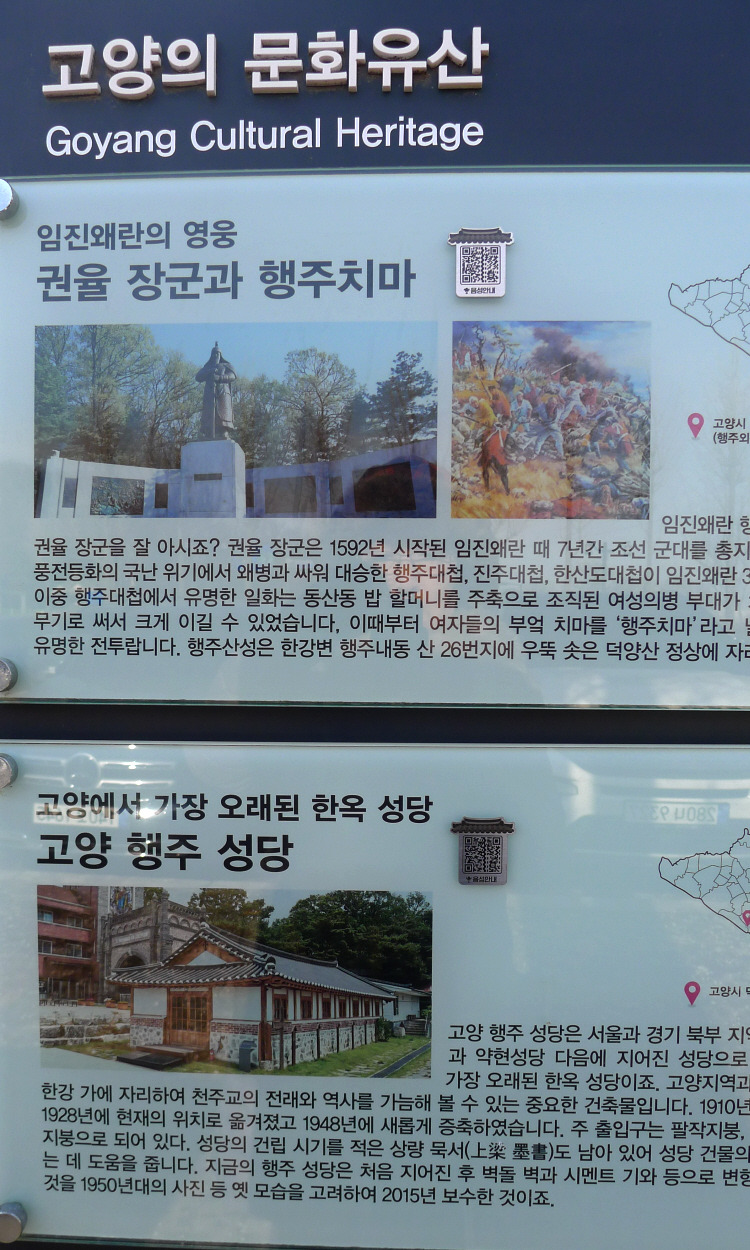 고양의 문화유산
Goyang Cultural Heritage
임진왜란의 영웅
권율 장군과 행주치마
음성안내
고양시
(행주외
임진왜란
권율 장군을 잘 아시죠? 권율 장군은 1592년 시작된 임진왜란 때 7년간 조선 군대를 총지
풍전등화의 국난 위기에서 왜병과 싸워 대승한 행주대첩, 진주대첩, 한산도대첩이 임진왜란 3
이중 행주대첩에서 유명한 일화는 동산동 밥 할머니를 주축으로 조직된 여성의병 부대가
무기로 써서 크게 이길 수 있었습니다, 이때부터 여자들의 부엌 치마를 ‘행주치마’라고
유명한 전투랍니다. 행주산성은 한강변 행주내동 산 26번지에 우뚝 솟은 덕양산 정상에 자리
고양에서 가장 오래된 한옥 성당
고양 행주 성당
음성안내
고양시
고양 행주 성당은 서울과 경기 북부 지역
과 약현성당 다음에 지어진 성당으로
가장 오래된 한옥 성당이죠. 고양지역과
한강 가에 자리하여 천주교의 전래와 역사를 가늠해 볼 수 있는 중요한 건축물입니다. 1910년
1928년에 현재의 위치로 옮겨졌고 1948년에 새롭게 증축하였습니다. 주 출입구는 팔작지붕,
지붕으로 되어 있다. 성당의 건립 시기를 적은 상량 묵서(上梁 墨書)도 남아 있어 성당 건물의
는 데 도움을 줍니다. 지금의 행주 성당은 처음 지어진 후 벽돌 벽과 시멘트 기와 등으로 변형
것을 1950년대의 사진 등 옛 모습을 고려하여 2015년 보수한 것이죠.